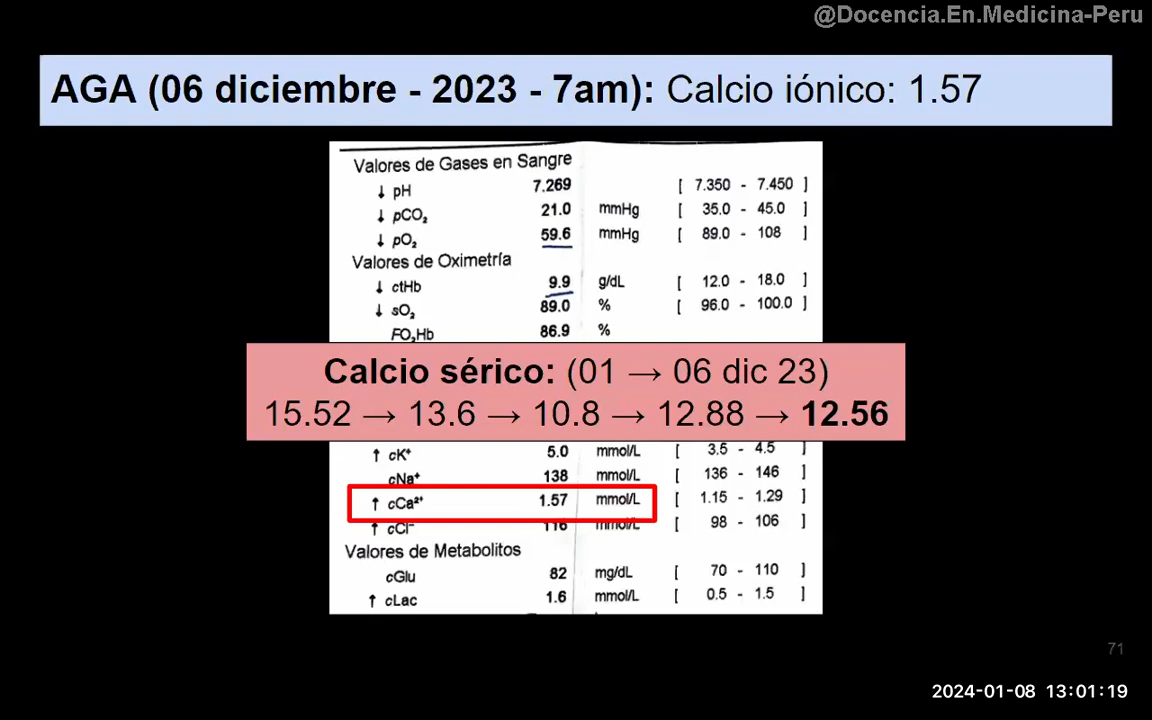 @Docencia.En.Medicina-Peru
AGA (06 diciembre - 2023 - 7am): Calcio iónico: 1.57
Valores de Gases en Sangre
↓ pH 7.269 [ 7.350 - 7.450 ]
↓ pCO₂ 21.0 mmHg [ 35.0 - 45.0 ]
↓ pO₂ 59.6 mmHg [ 89.0 - 108 ]
Valores de Oximetría
↓ ctHb 9.9 g/dL [ 12.0 - 18.0 ]
↓ sO₂ 89.0 % [ 96.0 - 100.0 ]
FO₂Hb 86.9 %
Calcio sérico: (01 → 06 dic 23)
15.52 → 13.6 → 10.8 → 12.88 → 12.56
↑ cK⁺ 5.0 mmol/L [ 3.5 - 4.5 ]
cNa⁺ 138 mmol/L [ 136 - 146 ]
↑ cCa²⁺ 1.57 mmol/L [ 1.15 - 1.29 ]
↑ cCl⁻ 116 mmol/L [ 98 - 106 ]
Valores de Metabolitos
cGlu 82 mg/dL [ 70 - 110 ]
↑ cLac 1.6 mmol/L [ 0.5 - 1.5 ]
71
2024-01-08 13:01:19